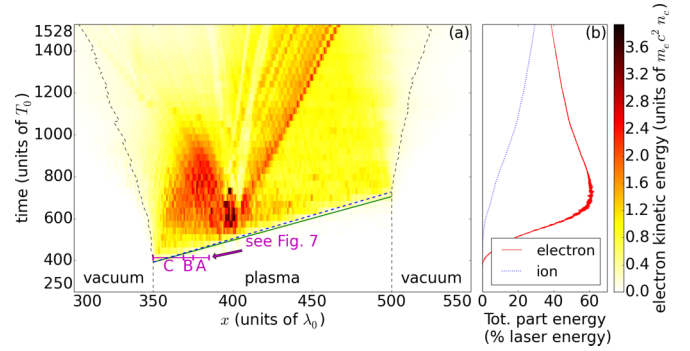 1528
1400
1200
1000
800
600
400
250
time (units of T₀)
(a)
see Fig. 7
C B A
vacuum
plasma
vacuum
300
350
400
450
500
550
x (units of λ₀)
(b)
electron
ion
0
20
40
60
Tot. part energy
(% laser energy)
3.6
3.2
2.8
2.4
2.0
1.6
1.2
0.8
0.4
0.0
electron kinetic energy (units of mₑ c² n_c)